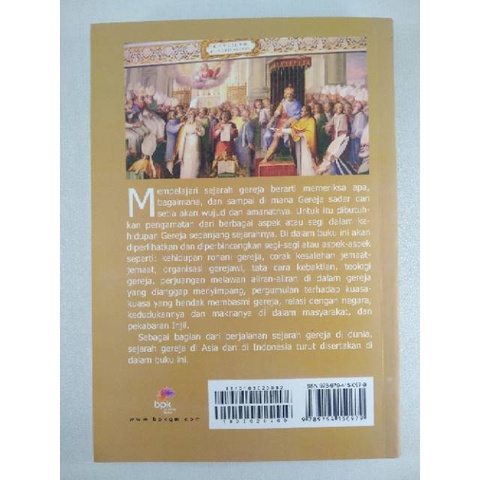 Mempelajari sejarah gereja berarti memeriksa apa,
bagaimana, dan sampai di mana Gereja sadar dan
setia akan wujud dan amanatnya. Untuk itu dibutuh-
kan pengamatan dari berbagai aspek atau segi dalam ke-
hidupan Gereja sepanjang sejarahnya. Di dalam buku ini akan
diperlihatkan dan diperbincangkan segi-segi atau aspek-aspek
seperti: kehidupan rohani gereja, corak kesalehan jemaat-
jemaat, organisasi gerejawi, tata cara kebaktian, teologi
gereja, perjuangan melawan aliran-aliran di dalam gereja
yang dianggap menyimpang, pergumulan terhadap kuasa-
kuasa yang hendak membasmi gereja, relasi dengan negara,
kedudukannya dan maknanya di dalam masyarakat, dan
pekabaran Injil.
Sebagai bagian dari perjalanan sejarah gereja di dunia,
sejarah gereja di Asia dan di Indonesia turut disertakan di
dalam buku ini.
bpk
www.bpkgm.com